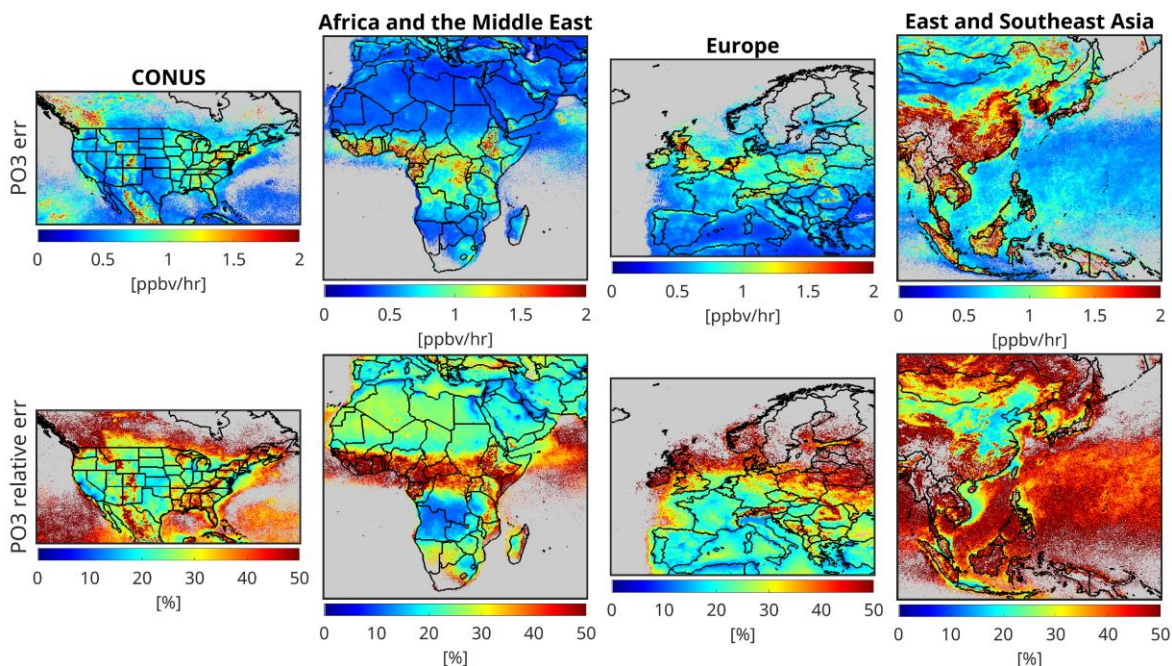 CONUS
Africa and the Middle East
Europe
East and Southeast Asia
PO3 err
0 0.5 1 1.5 2
[ppbv/hr]
0 0.5 1 1.5 2
[ppbv/hr]
0 0.5 1 1.5 2
[ppbv/hr]
0 0.5 1 1.5 2
[ppbv/hr]
PO3 relative err
0 10 20 30 40 50
[%]
0 10 20 30 40 50
[%]
0 10 20 30 40 50
[%]
0 10 20 30 40 50
[%]